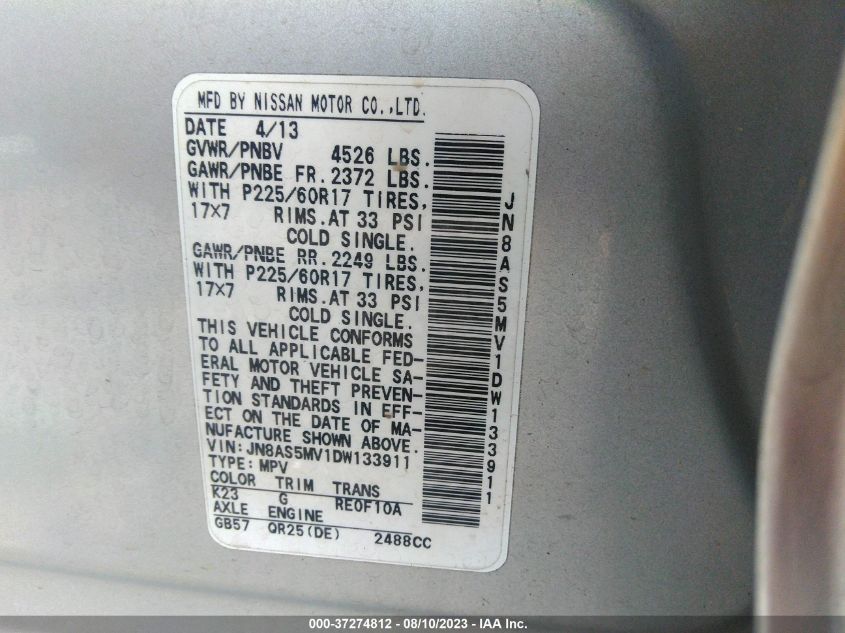 MFD BY NISSAN MOTOR CO.,LTD.
DATE 4/13
GVWR/PNBV 4526 LBS.
GAWR/PNBE FR. 2372 LBS.
WITH P225/60R17 TIRES,
17X7 RIMS.AT 33 PSI
COLD SINGLE.
GAWR/PNBE RR. 2249 LBS.
WITH P225/60R17 TIRES,
17X7 RIMS.AT 33 PSI
COLD SINGLE.
THIS VEHICLE CONFORMS
TO ALL APPLICABLE FED-
ERAL MOTOR VEHICLE SA-
FETY AND THEFT PREVEN-
TION STANDARDS IN EFF-
ECT ON THE DATE OF MA-
NUFACTURE SHOWN ABOVE.
VIN: JN8AS5MV1DW133911
TYPE: MPV
COLOR TRIM TRANS
K23 G RE0F10A
AXLE ENGINE
GB57 QR25(DE) 2488CC
JN8AS5MV1DW133911
000-37274812 - 08/10/2023 - IAA Inc.